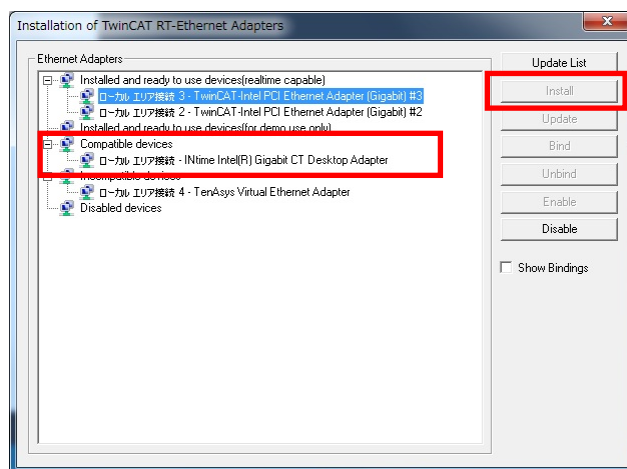 Installation of TwinCAT RT-Ethernet Adapters
Ethernet Adapters
Installed and ready to use devices(realtime capable)
ローカル エリア接続 3 - TwinCAT-Intel PCI Ethernet Adapter (Gigabit) #3
ローカル エリア接続 2 - TwinCAT-Intel PCI Ethernet Adapter (Gigabit) #2
Installed and ready to use devices(for demo use only)
Compatible devices
ローカル エリア接続 - INtime Intel(R) Gigabit CT Desktop Adapter
Incompatible devices
ローカル エリア接続 4 - TenAsys Virtual Ethernet Adapter
Disabled devices
Update List
Install
Update
Bind
Unbind
Enable
Disable
Show Bindings